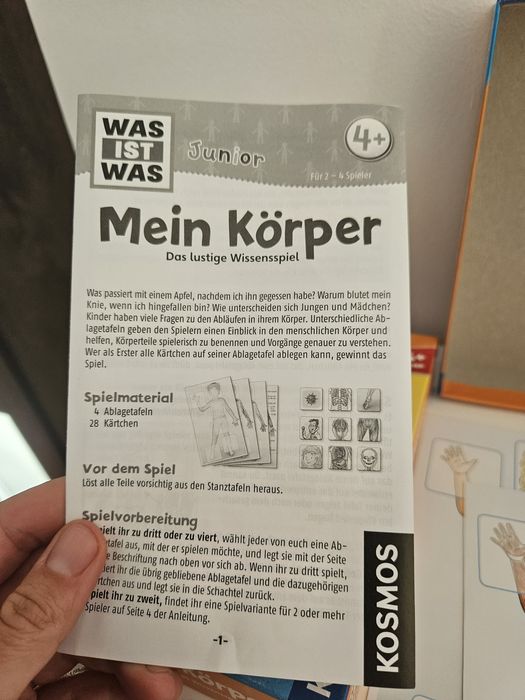 WAS
IST
WAS
Junior
4+
Für 2 – 4 Spieler
Mein Körper
Das lustige Wissensspiel
Was passiert mit einem Apfel, nachdem ich ihn gegessen habe? Warum blutet mein
Knie, wenn ich hingefallen bin? Wie unterscheiden sich Jungen und Mädchen?
Kinder haben viele Fragen zu den Abläufen in ihrem Körper. Unterschiedliche Ab-
lagetafeln geben den Spielern einen Einblick in den menschlichen Körper und
helfen, Körperteile spielerisch zu benennen und Vorgänge genauer zu verstehen.
Wer als Erster alle Kärtchen auf seiner Ablagetafel ablegen kann, gewinnt das
Spiel.
Spielmaterial
4 Ablagetafeln
28 Kärtchen
Vor dem Spiel
Löst alle Teile vorsichtig aus den Stanztafeln heraus.
Spielvorbereitung
ielt ihr zu dritt oder zu viert, wählt jeder von euch eine Ab-
etafel aus, mit der er spielen möchte, und legt sie mit der Seite
e Beschriftung nach oben vor sich ab. Wenn ihr zu dritt spielt,
iert ihr die übrig gebliebene Ablagetafel und die dazugehörigen
rtchen aus und legt sie in die Schachtel zurück.
pielt ihr zu zweit, findet ihr eine Spielvariante für 2 oder mehr
Spieler auf Seite 4 der Anleitung.
-1-
KOSMOS
Körper